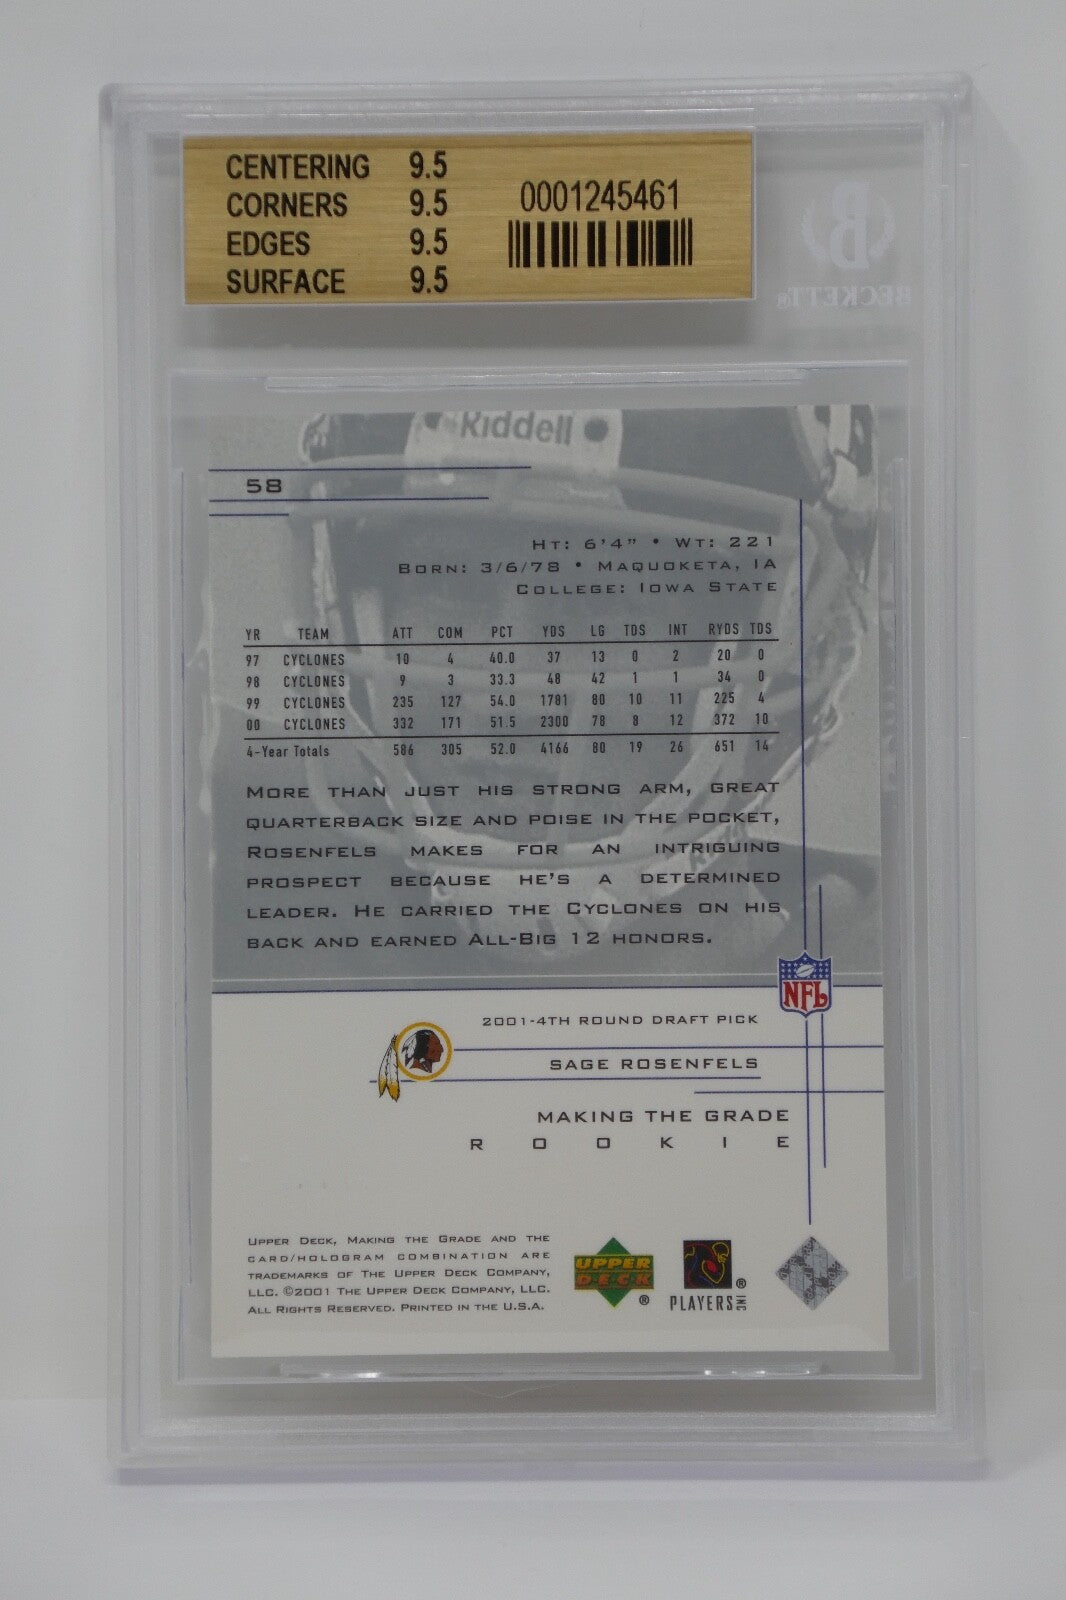 CENTERING 9.5
CORNERS 9.5
EDGES 9.5
SURFACE 9.5
0001245461
BECKETT®
Riddell
58
HT: 6'4" • WT: 221
BORN: 3/6/78 • MAQUOKETA, IA
COLLEGE: IOWA STATE
YR TEAM ATT COM PCT YDS LG TDS INT RYDS TDS
97 CYCLONES 10 4 40.0 37 13 0 2 20 0
98 CYCLONES 9 3 33.3 48 42 1 1 34 0
99 CYCLONES 235 127 54.0 1781 80 10 11 225 4
00 CYCLONES 332 171 51.5 2300 78 8 12 372 10
4-Year Totals 586 305 52.0 4166 80 19 26 651 14
MORE THAN JUST HIS STRONG ARM, GREAT
QUARTERBACK SIZE AND POISE IN THE POCKET,
ROSENFELS MAKES FOR AN INTRIGUING
PROSPECT BECAUSE HE'S A DETERMINED
LEADER. HE CARRIED THE CYCLONES ON HIS
BACK AND EARNED ALL-BIG 12 HONORS.
NFL
2001-4TH ROUND DRAFT PICK
SAGE ROSENFELS
MAKING THE GRADE
ROOKIE
UPPER DECK, MAKING THE GRADE AND THE
CARD/HOLOGRAM COMBINATION ARE
TRADEMARKS OF THE UPPER DECK COMPANY,
LLC. ©2001 THE UPPER DECK COMPANY, LLC.
ALL RIGHTS RESERVED. PRINTED IN THE U.S.A.
UPPER
DECK ®
PLAYERS INC ®